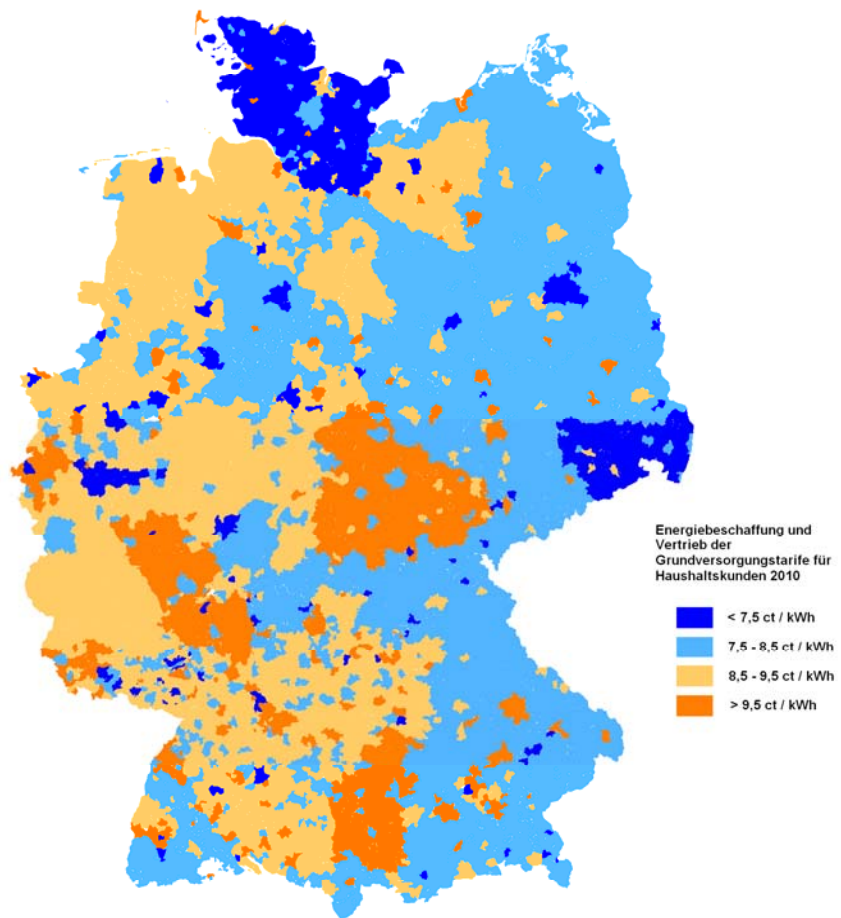 Energiebeschaffung und
Vertrieb der
Grundversorgungstarife für
Haushaltskunden 2010
< 7,5 ct / kWh
7,5 - 8,5 ct / kWh
8,5 - 9,5 ct / kWh
> 9,5 ct / kWh